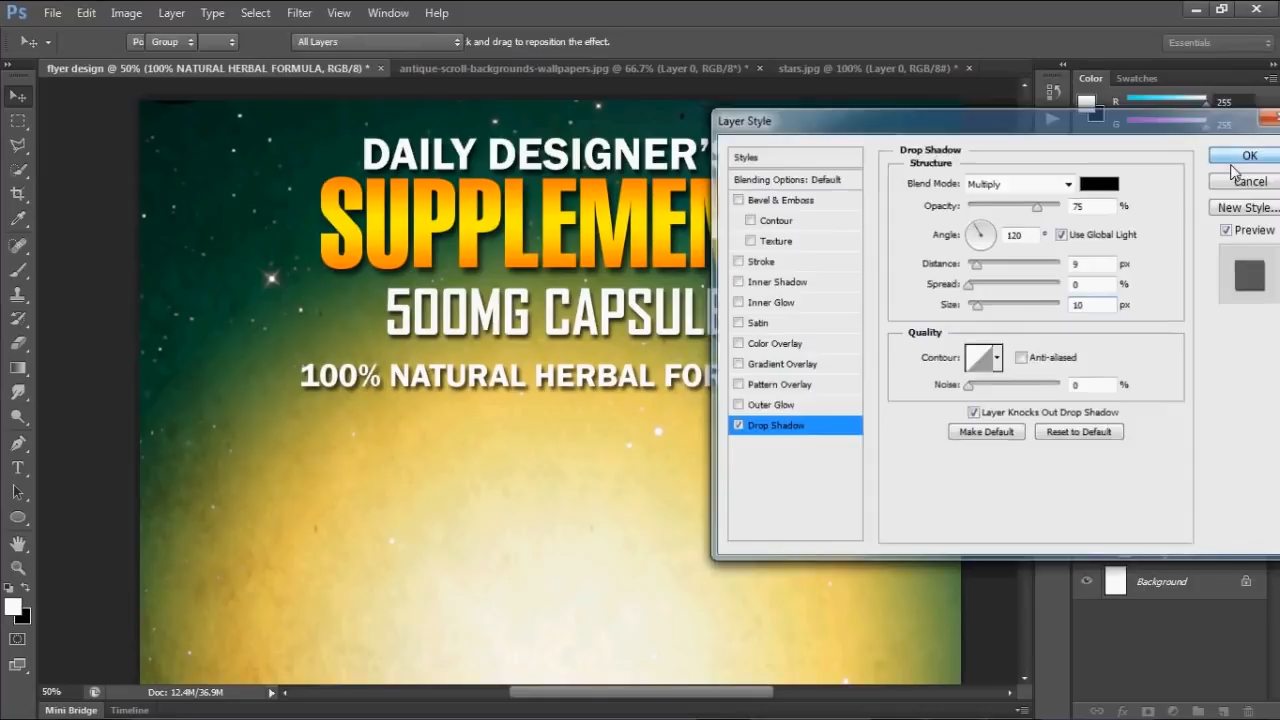 Ps File Edit Image Layer Type Select Filter View Window Help
Po Group All Layers k and drag to reposition the effect. Essentials
flyer design @ 50% (100% NATURAL HERBAL FORMULA, RGB/8) * × antique-scroll-backgrounds-wallpapers.jpg @ 66.7% (Layer 0, RGB/8*) * × stars.jpg @ 100% (Layer 0, RGB/8#) * ×
Color Swatches
R 255
G 255
DAILY DESIGNER'
SUPPLEMEN
500MG CAPSUL
100% NATURAL HERBAL FO
Layer Style
Styles
Blending Options: Default
Bevel & Emboss
Contour
Texture
Stroke
Inner Shadow
Inner Glow
Satin
Color Overlay
Gradient Overlay
Pattern Overlay
Outer Glow
Drop Shadow
Drop Shadow
Structure
Blend Mode: Multiply
Opacity: 75 %
Angle: 120 ° Use Global Light
Distance: 9 px
Spread: 0 %
Size: 10 px
Quality
Contour: Anti-aliased
Noise: 0 %
Layer Knocks Out Drop Shadow
Make Default Reset to Default
OK
Cancel
New Style...
Preview
Background
50% Doc: 12.4M/36.9M
Mini Bridge Timeline